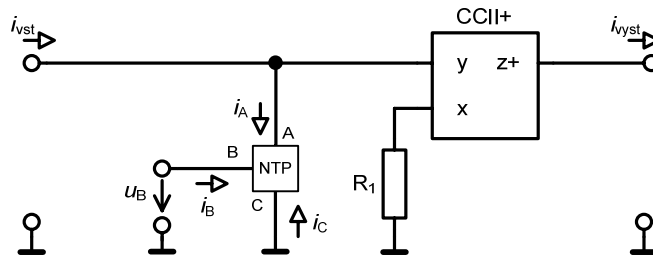 CCII+
i_vst
i_vyst
y z+
x
i_A
A
B
NTP
R_1
u_B
i_B
C
i_C